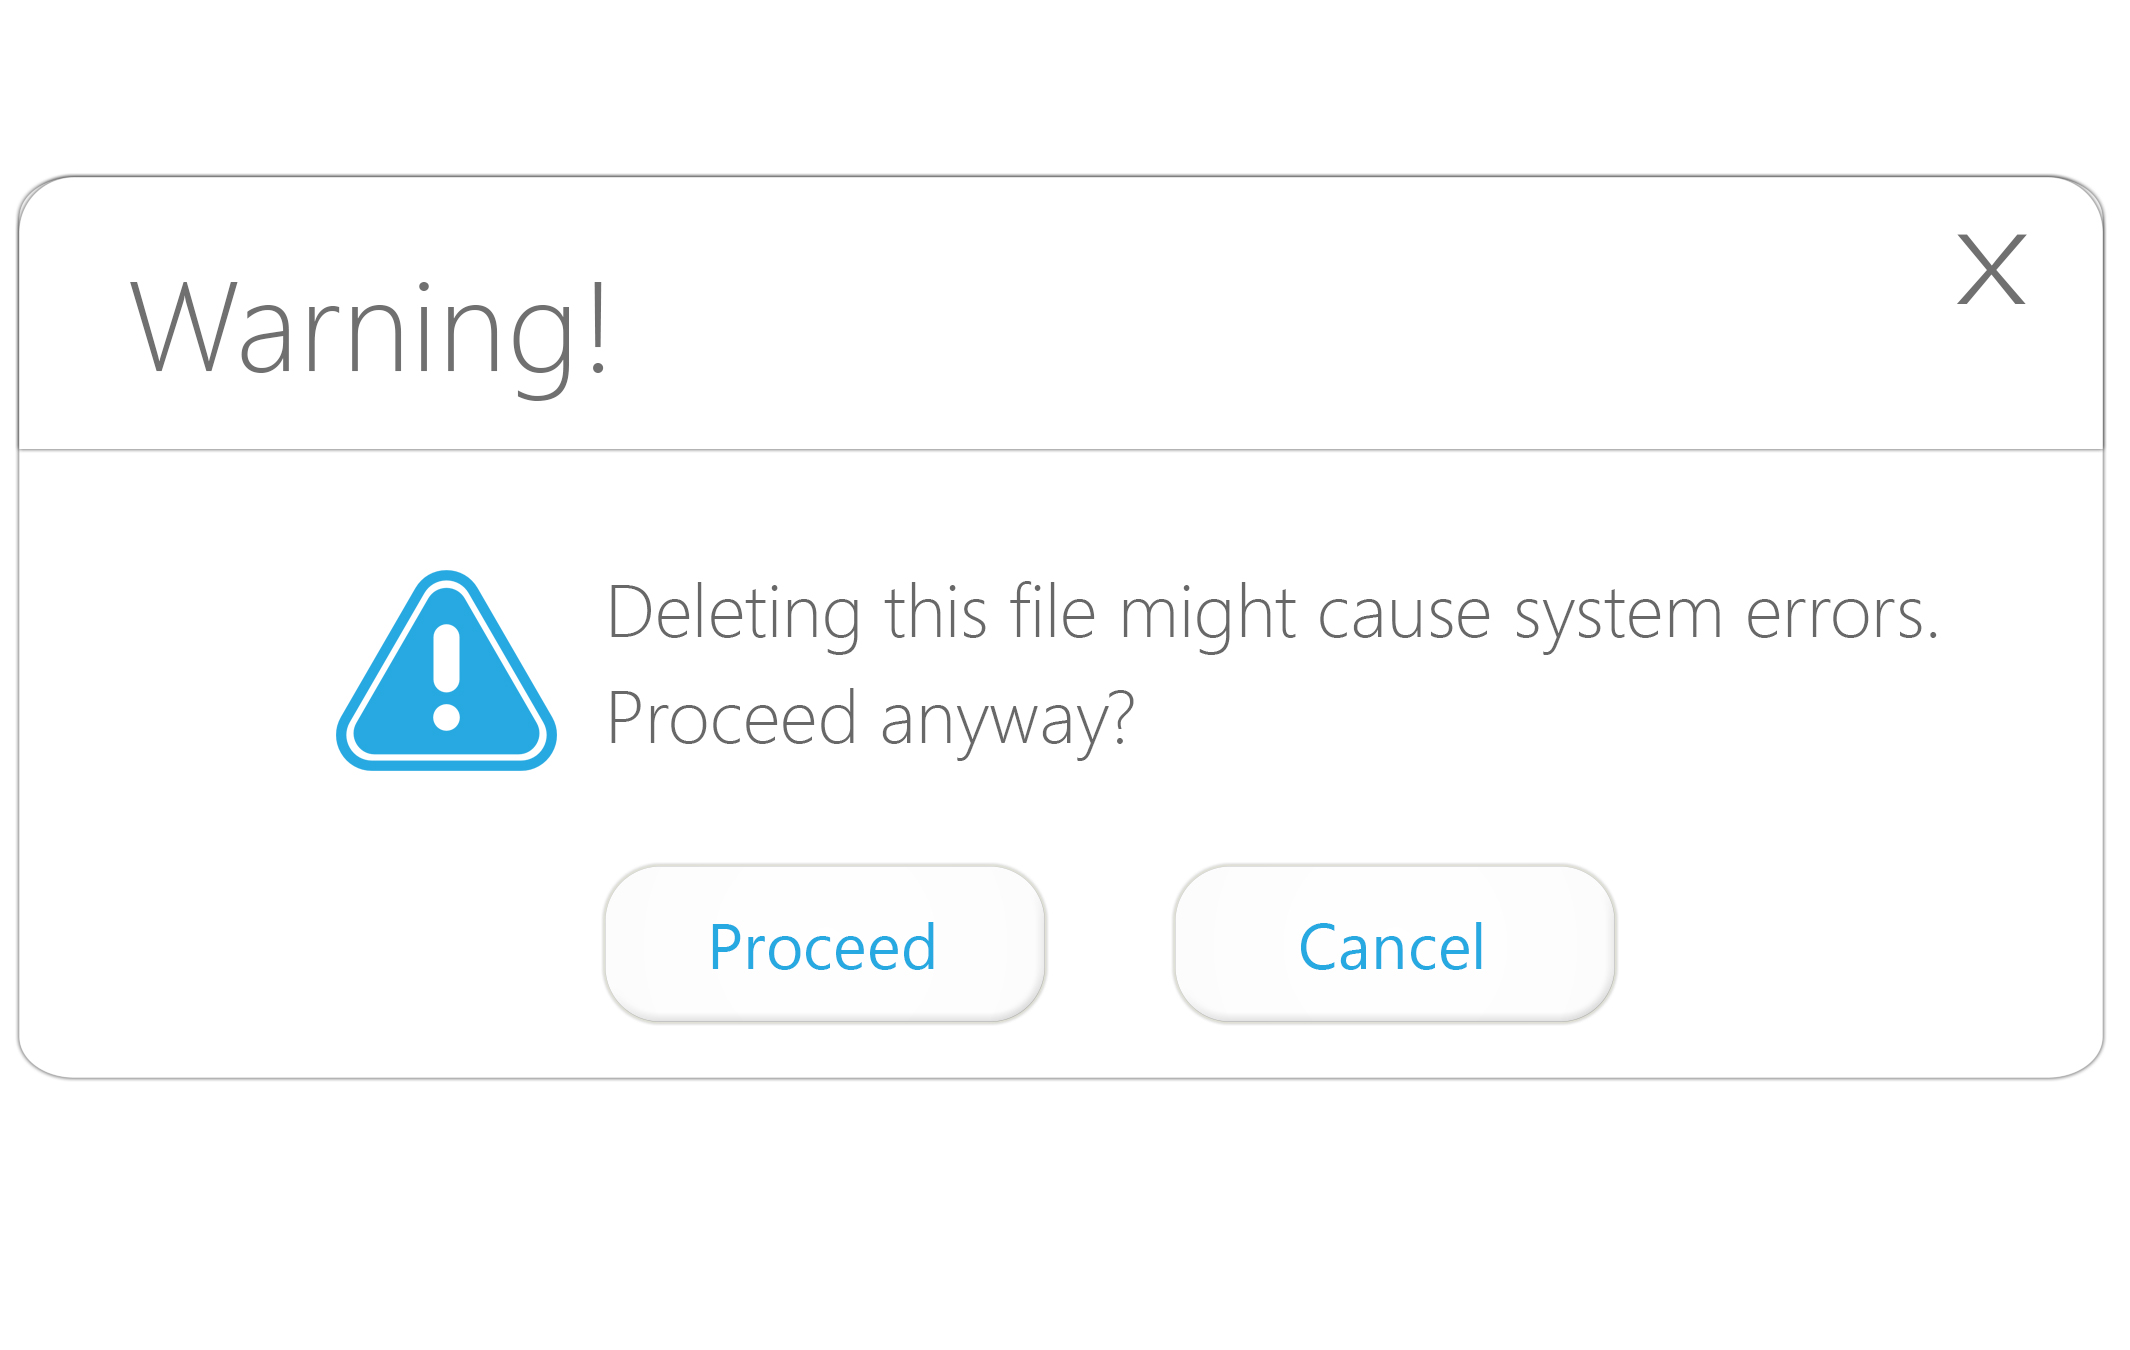 Warning!
X
Deleting this file might cause system errors.
Proceed anyway?
Proceed
Cancel